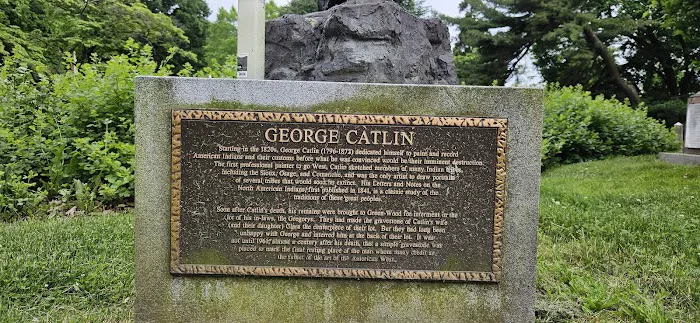 GEORGE CATLIN
Starting in the 1820s, George Catlin (1796-1872) dedicated himself to paint and record
American Indians and their customs before what he was convinced would be their imminent destruction.
The first professional painter to go West, Catlin sketched members of many Indian tribes
including the Sioux, Osage, and Comanche, and was the only artist to draw portraits
of several tribes that would soon be extinct. His Letters and Notes on the
North American Indians, first published in 1841, is a classic study of the
traditions of these great peoples.
Soon after Catlin's death, his remains were brought to Green-Wood for interment in the
lot of his in-laws, the Gregorys. They had made the gravestone of Catlin's wife
(and their daughter) Clara the centerpiece of their lot. But they had long been
unhappy with George and interred him at the back of their lot. It was
not until 1961, almost a century after his death, that a simple gravestone was
placed to mark the final resting place of the man whom many credit as
the father of the art of the American West.